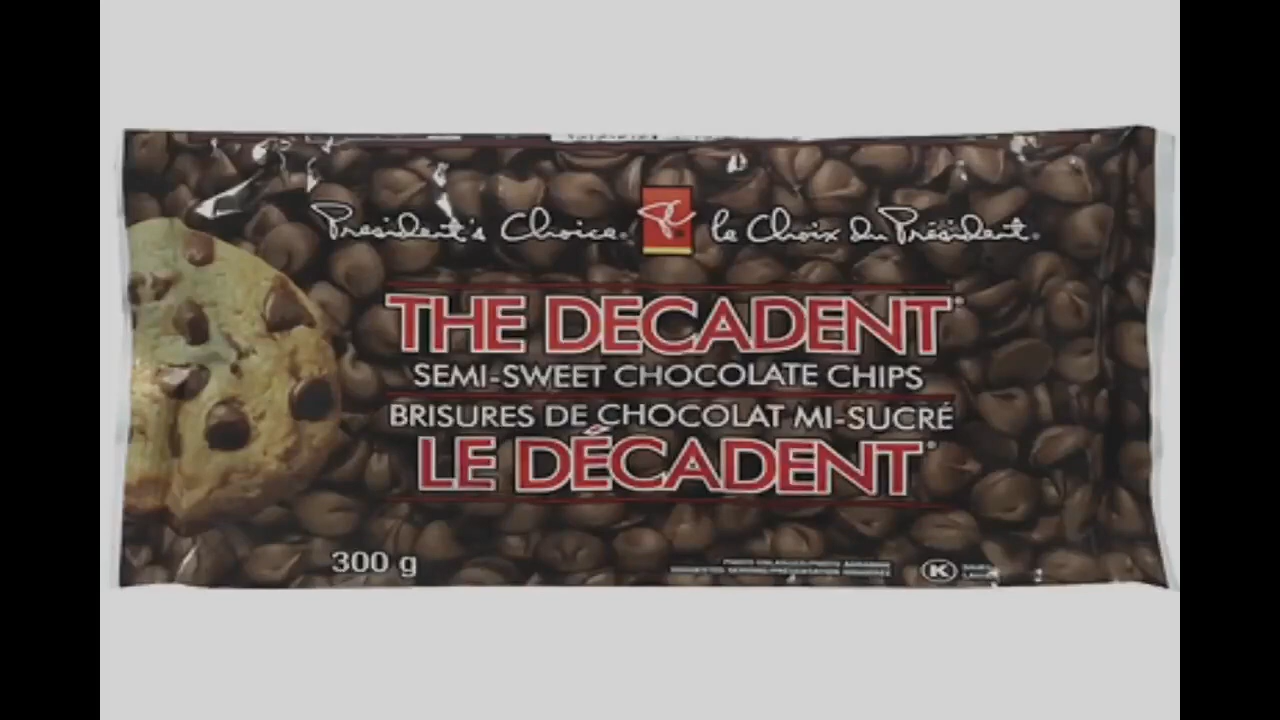 President's Choice® PC le Choix du Président®
THE DECADENT®
SEMI-SWEET CHOCOLATE CHIPS
BRISURES DE CHOCOLAT MI-SUCRÉ
LE DÉCADENT®
300 g
K